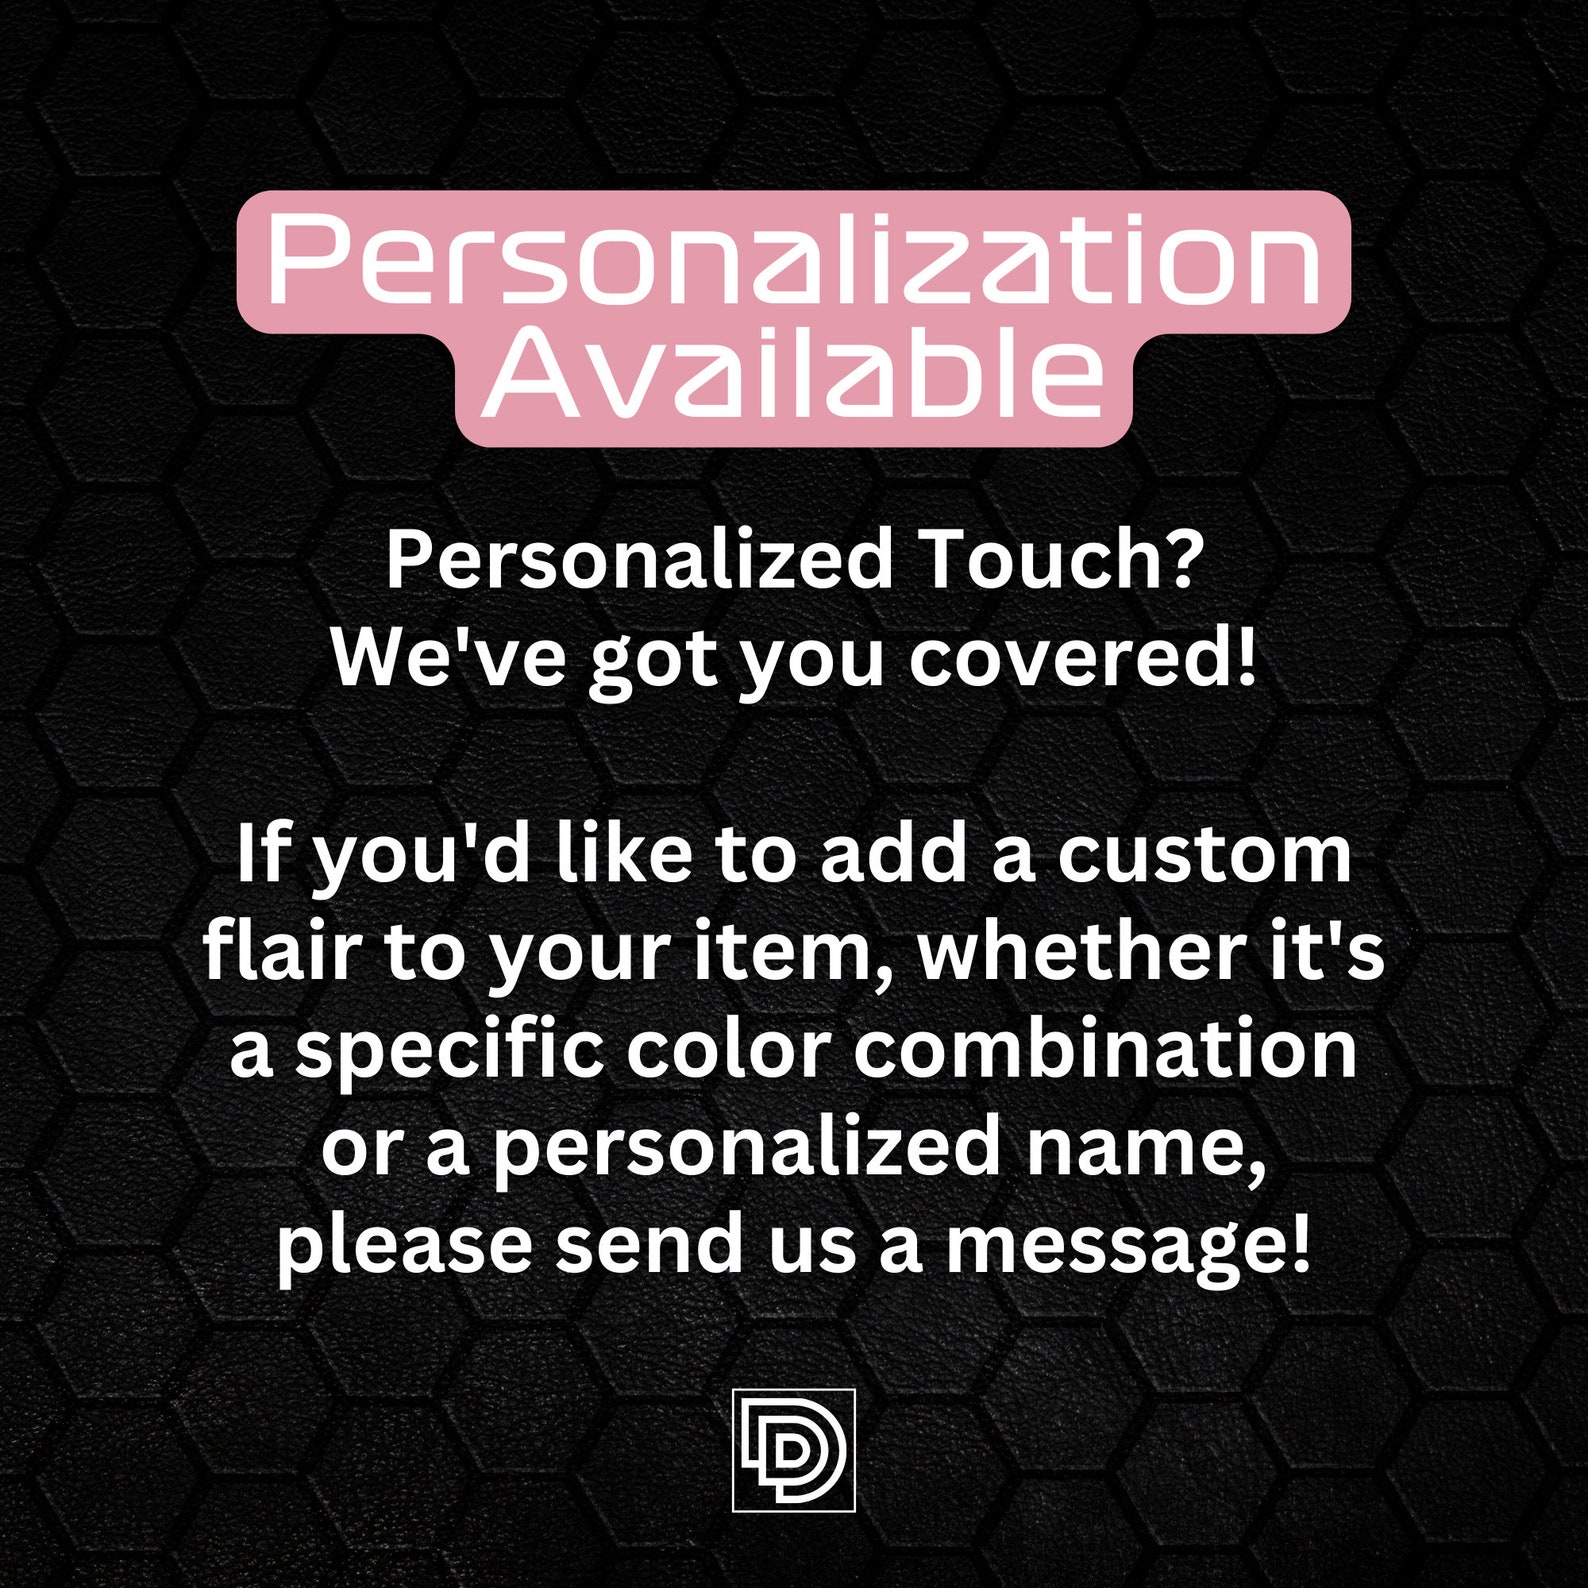 Personalization
Available
Personalized Touch?
We've got you covered!
If you'd like to add a custom
flair to your item, whether it's
a specific color combination
or a personalized name,
please send us a message!